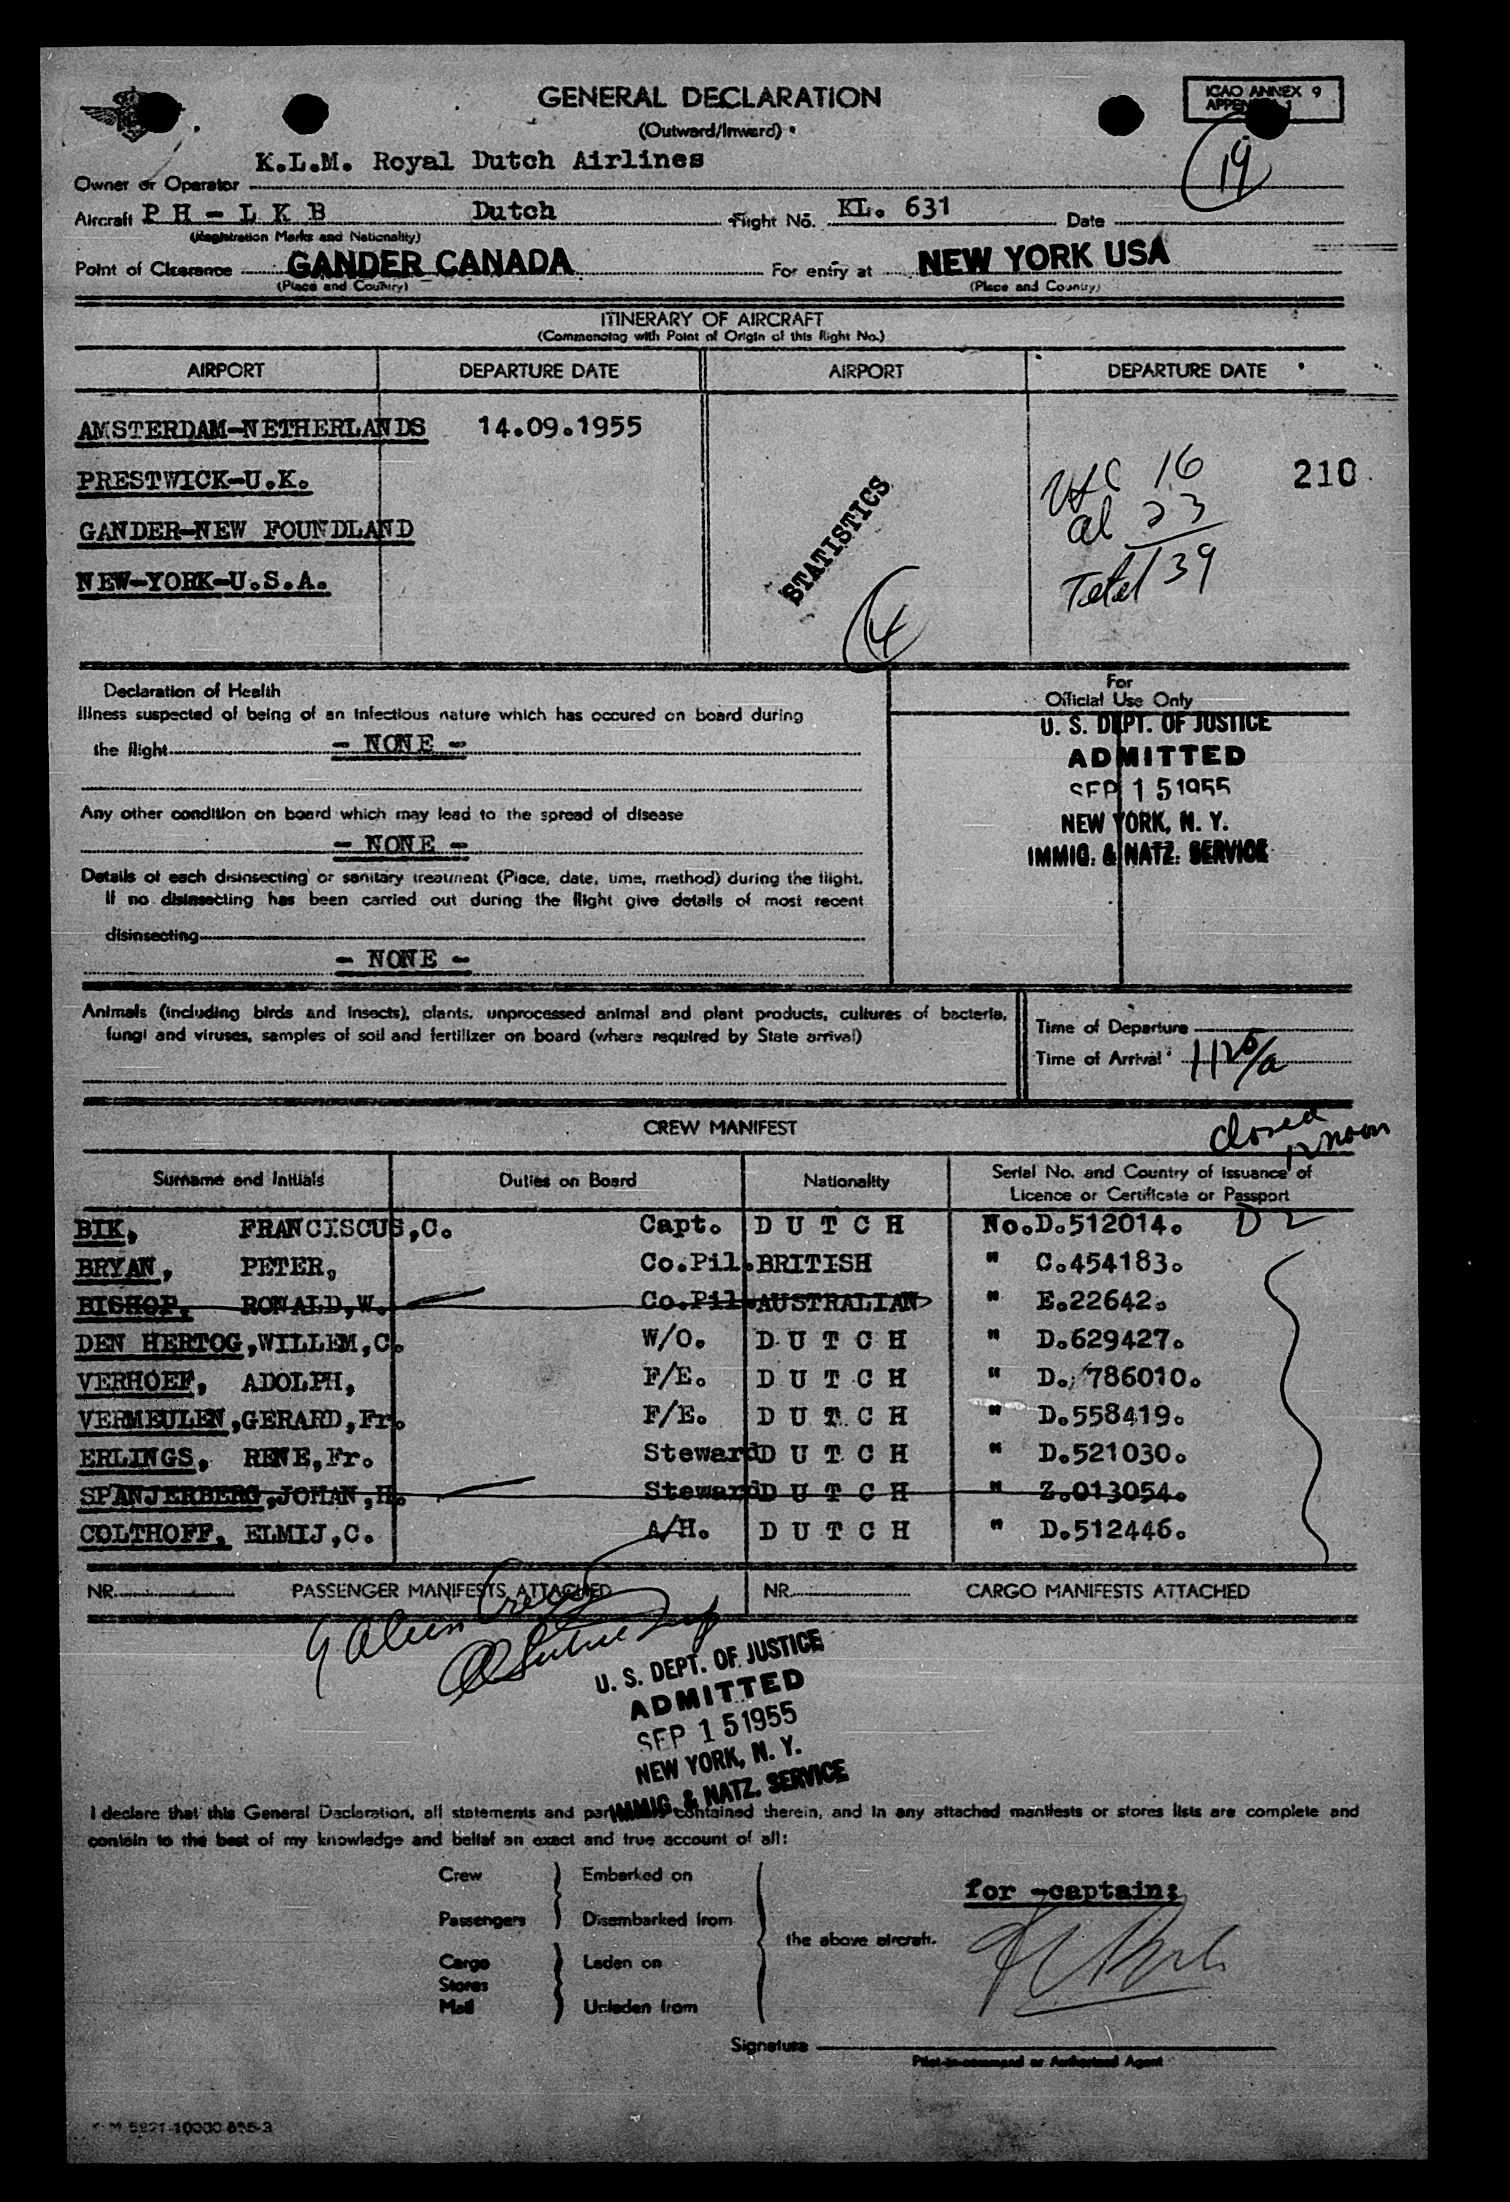 GENERAL DECLARATION
(Outward/Inward)
ICAO ANNEX 9
19
K.L.M. Royal Dutch Airlines
Owner or Operator
Aircraft P H - L K B Dutch Flight No. KL. 631 Date
(Registration Marks and Nationality)
Point of Clearance GANDER CANADA For entry at NEW YORK USA
(Place and Country) (Place and Country)
ITINERARY OF AIRCRAFT
(Commencing with Point of Origin of this flight No.)
AIRPORT DEPARTURE DATE AIRPORT DEPARTURE DATE
AMSTERDAM-NETHERLANDS 14.09.1955
PRESTWICK-U.K.
GANDER-NEW FOUNDLAND
NEW-YORK-U.S.A.
STATISTICS
4
16
al 23
Total 39
210
Declaration of Health
Illness suspected of being of an infectious nature which has occured on board during
the flight - NONE -
Any other condition on board which may lead to the spread of disease
- NONE -
Details of each disinsecting or sanitary treatment (Place, date, time, method) during the flight.
If no disinsecting has been carried out during the flight give details of most recent
disinsecting
- NONE -
For
Official Use Only
U. S. DEPT. OF JUSTICE
ADMITTED
SEP 15 1955
NEW YORK, N. Y.
IMMIG. & NATZ. SERVICE
Animals (including birds and insects), plants, unprocessed animal and plant products, cultures of bacteria,
fungi and viruses, samples of soil and fertilizer on board (where required by State arrival)
Time of Departure
Time of Arrival
closed
12 noon
CREW MANIFEST
Surname and Initials Duties on Board Nationality Serial No. and Country of Issuance of
Licence or Certificate or Passport
BIK, FRANCISCUS,C. Capt. D U T C H No.D.512014. D 2
BRYAN, PETER, Co.Pil. BRITISH " C.454183.
BISHOP, RONALD,W. Co.Pil. AUSTRALIAN " E.22642.
DEN HERTOG,WILLEM,C. W/O. D U T C H " D.629427.
VERHOEF, ADOLPH, F/E. D U T C H " D. 786010.
VERMEULEN,GERARD,Fr. F/E. D U T C H " D.558419.
ERLINGS, RENE,Fr. Steward D U T C H " D.521030.
SPANJERBERG,JOHAN,H. Steward D U T C H " Z.013054.
COLTHOFF, ELMIJ,C. A/H. D U T C H " D.512446.
NR. PASSENGER MANIFESTS ATTACHED NR. CARGO MANIFESTS ATTACHED
Alien Crew
U. S. DEPT. OF JUSTICE
ADMITTED
SEP 15 1955
NEW YORK, N. Y.
IMMIG. & NATZ. SERVICE
I declare that this General Declaration, all statements and contained therein, and in any attached manifests or stores lists are complete and
contain to the best of my knowledge and belief an exact and true account of all:
Crew Embarked on
Passengers Disembarked from
the above aircraft.
Cargo Laden on
Stores
Mail Unladen from
for -captain:
Signature
Pilot-in-command or Authorized Agent